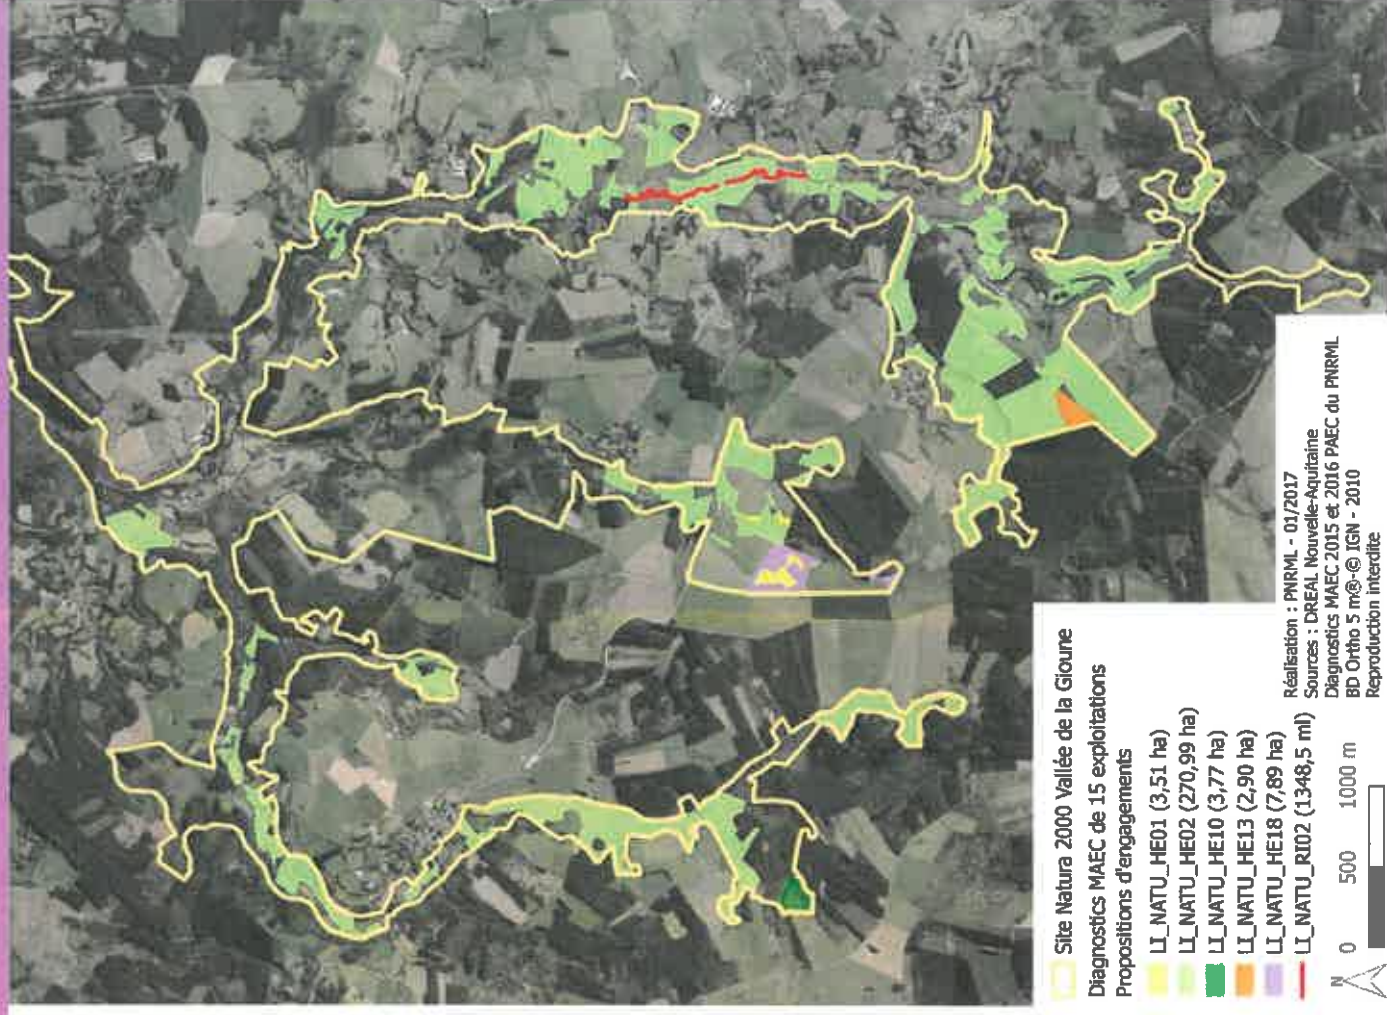 Site Natura 2000 Vallée de la Gioune
Diagnostics MAEC de 15 exploitations
Propositions d'engagements
LI_NATU_HE01 (3,51 ha)
LI_NATU_HE02 (270,99 ha)
LI_NATU_HE10 (3,77 ha)
LI_NATU_HE13 (2,90 ha)
LI_NATU_HE18 (7,89 ha)
LI_NATU_RI02 (1348,5 ml)
N
0 500 1000 m
Réalisation : PNRML - 01/2017
Sources : DREAL Nouvelle-Aquitaine
Diagnostics MAEC 2015 et 2016 PAEC du PNRML
BD Ortho 5 m®-© IGN - 2010
Reproduction interdite